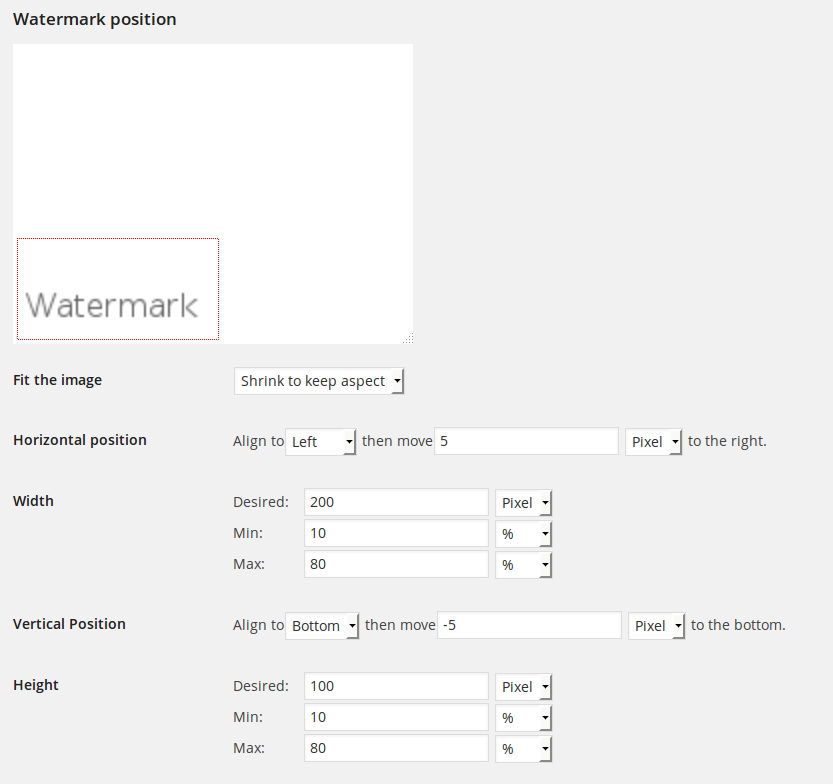 Watermark position
Watermark
Fit the image Shrink to keep aspect
Horizontal position Align to Left then move 5 Pixel to the right.
Width Desired: 200 Pixel
Min: 10 %
Max: 80 %
Vertical Position Align to Bottom then move -5 Pixel to the bottom.
Height Desired: 100 Pixel
Min: 10 %
Max: 80 %